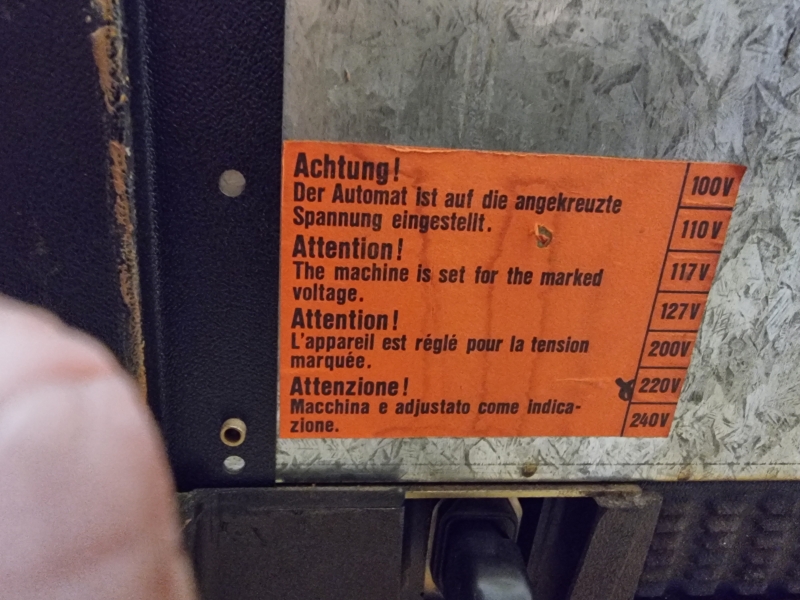 Achtung!
Der Automat ist auf die angekreuzte
Spannung eingestellt.
Attention!
The machine is set for the marked
voltage.
Attention!
L'appareil est réglé pour la tension
marquée.
Attenzione!
Macchina e adjustato come indica-
zione.
100V
110V
117V
127V
200V
220V
240V